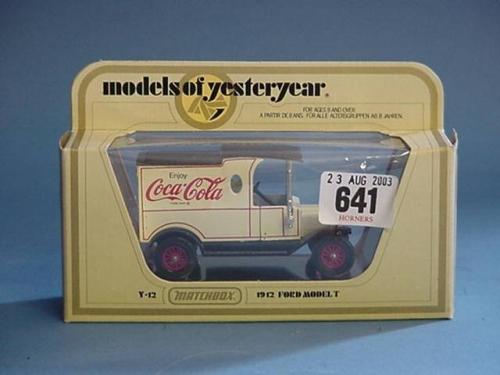 models of yesteryear
FOR AGES 8 AND OVER
A PARTIR DE 8 ANS. FÜR ALLE ALTERSGRUPPEN AB 8 JAHREN.
Enjoy
Coca-Cola
23 AUG 2003
641
HORNERS
Y-12 MATCHBOX 1912 FORD MODEL T